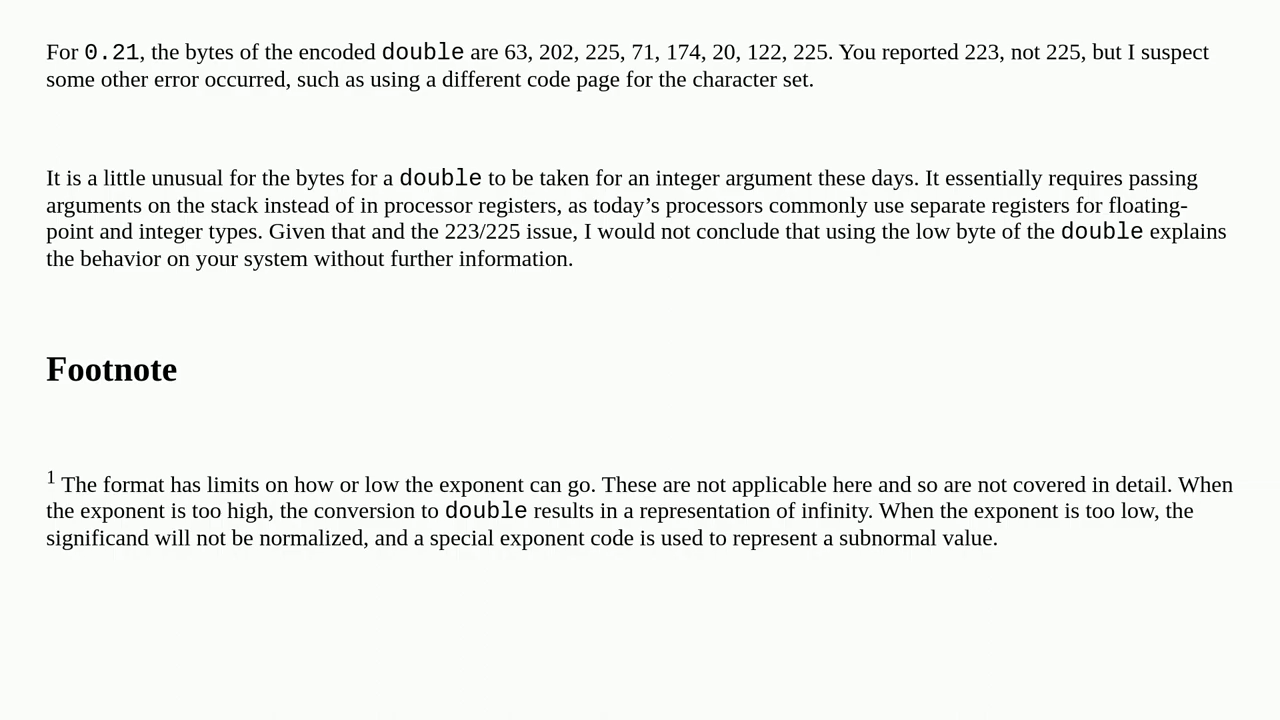 For 0.21, the bytes of the encoded double are 63, 202, 225, 71, 174, 20, 122, 225. You reported 223, not 225, but I suspect
some other error occurred, such as using a different code page for the character set.
It is a little unusual for the bytes for a double to be taken for an integer argument these days. It essentially requires passing
arguments on the stack instead of in processor registers, as today’s processors commonly use separate registers for floating-
point and integer types. Given that and the 223/225 issue, I would not conclude that using the low byte of the double explains
the behavior on your system without further information.
Footnote
1 The format has limits on how or low the exponent can go. These are not applicable here and so are not covered in detail. When
the exponent is too high, the conversion to double results in a representation of infinity. When the exponent is too low, the
significand will not be normalized, and a special exponent code is used to represent a subnormal value.